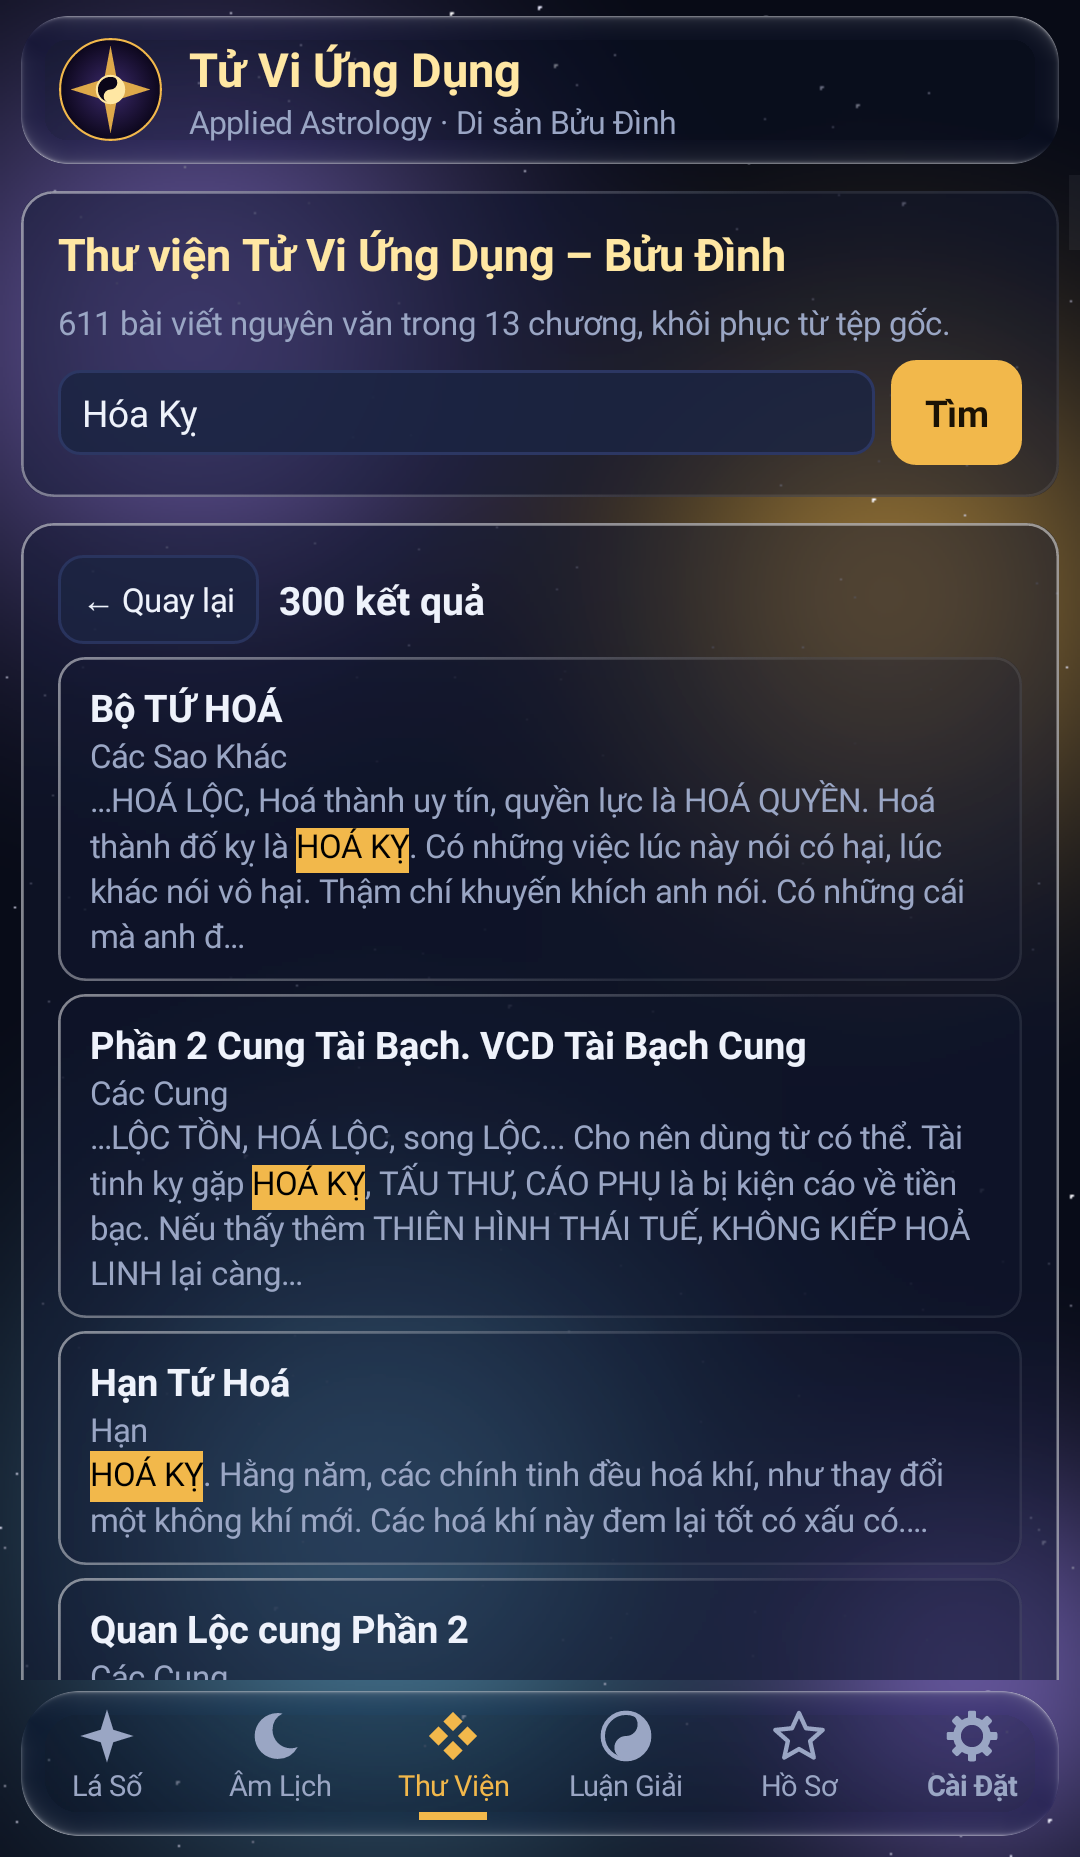 Tử Vi Ứng Dụng
Applied Astrology · Di sản Bửu Đình
Thư viện Tử Vi Ứng Dụng – Bửu Đình
611 bài viết nguyên văn trong 13 chương, khôi phục từ tệp gốc.
Hóa Kỵ
Tìm
← Quay lại
300 kết quả
Bộ TỨ HOÁ
Các Sao Khác
...HOÁ LỘC, Hoá thành uy tín, quyền lực là HOÁ QUYỀN. Hoá
thành đố kỵ là HOÁ KỴ. Có những việc lúc này nói có hại, lúc
khác nói vô hại. Thậm chí khuyến khích anh nói. Có những cái
mà anh đ...
Phần 2 Cung Tài Bạch. VCD Tài Bạch Cung
Các Cung
...LỘC TỒN, HOÁ LỘC, song LỘC... Cho nên dùng từ có thể. Tài
tinh kỵ gặp HOÁ KỴ, TẤU THƯ, CÁO PHỤ là bị kiện cáo về tiền
bạc. Nếu thấy thêm THIÊN HÌNH THÁI TUẾ, KHÔNG KIẾP HOẢ
LINH lại càng...
Hạn Tứ Hoá
Hạn
HOÁ KỴ. Hằng năm, các chính tinh đều hoá khí, như thay đổi
một không khí mới. Các hoá khí này đem lại tốt có xấu có....
Quan Lộc cung Phần 2
Các Cung
Lá Số
Âm Lịch
Thư Viện
Luận Giải
Hồ Sơ
Cài Đặt